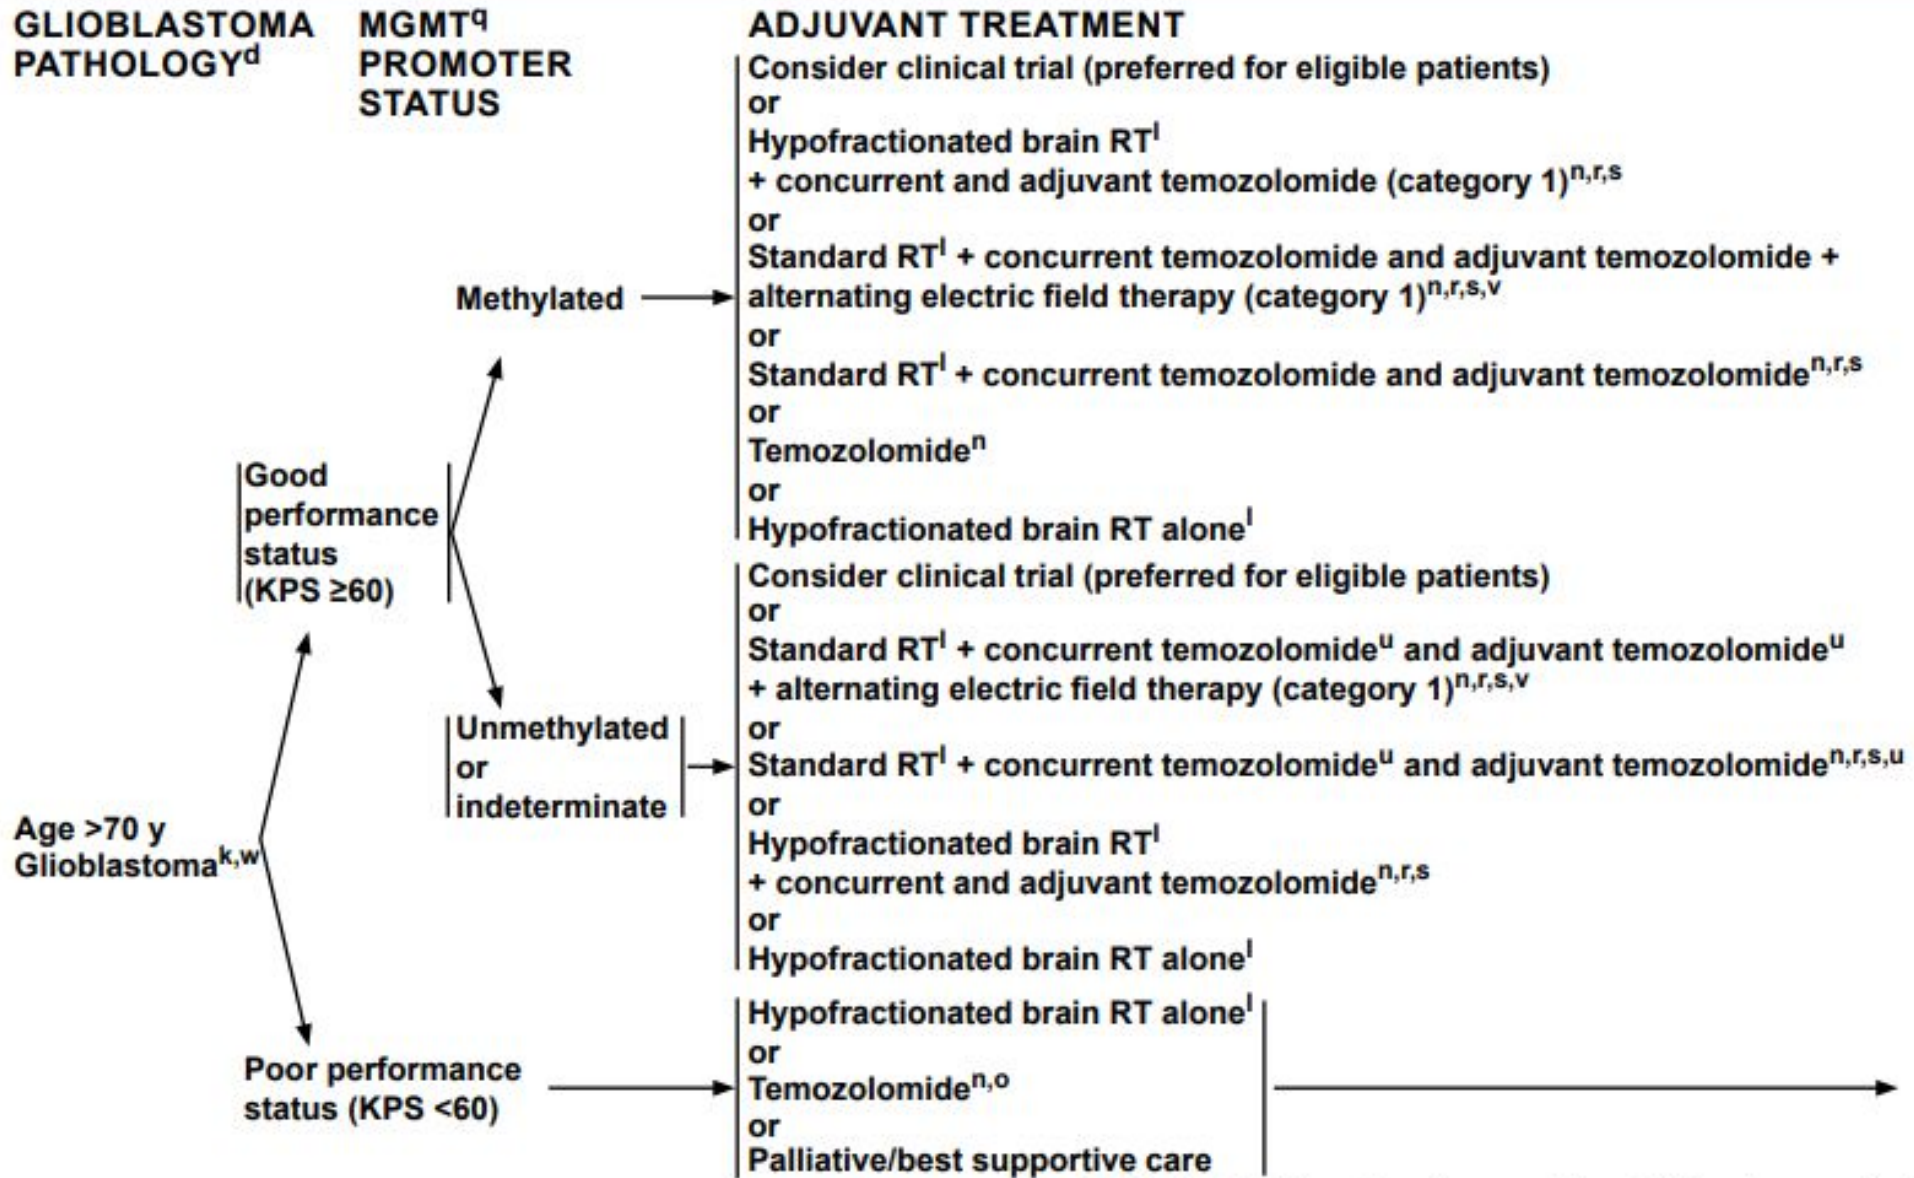 GLIOBLASTOMA
PATHOLOGYd
MGMTq
PROMOTER
STATUS
ADJUVANT TREATMENT
Age >70 y
Glioblastomak,w
Good
performance
status
(KPS ≥60)
Methylated
Consider clinical trial (preferred for eligible patients)
or
Hypofractionated brain RTl
+ concurrent and adjuvant temozolomide (category 1)n,r,s
or
Standard RTl + concurrent temozolomide and adjuvant temozolomide +
alternating electric field therapy (category 1)n,r,s,v
or
Standard RTl + concurrent temozolomide and adjuvant temozolomiden,r,s
or
Temozolomiden
or
Hypofractionated brain RT alonel
Unmethylated
or
indeterminate
Consider clinical trial (preferred for eligible patients)
or
Standard RTl + concurrent temozolomideu and adjuvant temozolomideu
+ alternating electric field therapy (category 1)n,r,s,v
or
Standard RTl + concurrent temozolomideu and adjuvant temozolomiden,r,s,u
or
Hypofractionated brain RTl
+ concurrent and adjuvant temozolomiden,r,s
or
Hypofractionated brain RT alonel
Poor performance
status (KPS <60)
Hypofractionated brain RT alonel
or
Temozolomiden,o
or
Palliative/best supportive care